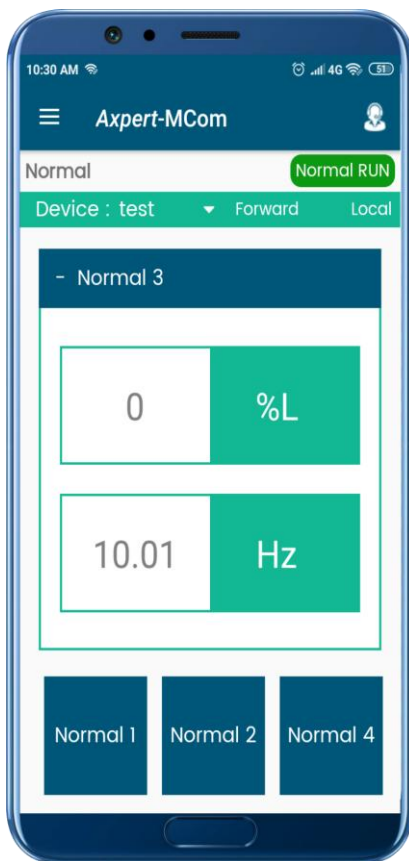 10:30 AM 4G 51
Axpert-MCom
Normal Normal RUN
Device : test Forward Local
- Normal 3
0 %L
10.01 Hz
Normal 1 Normal 2 Normal 4